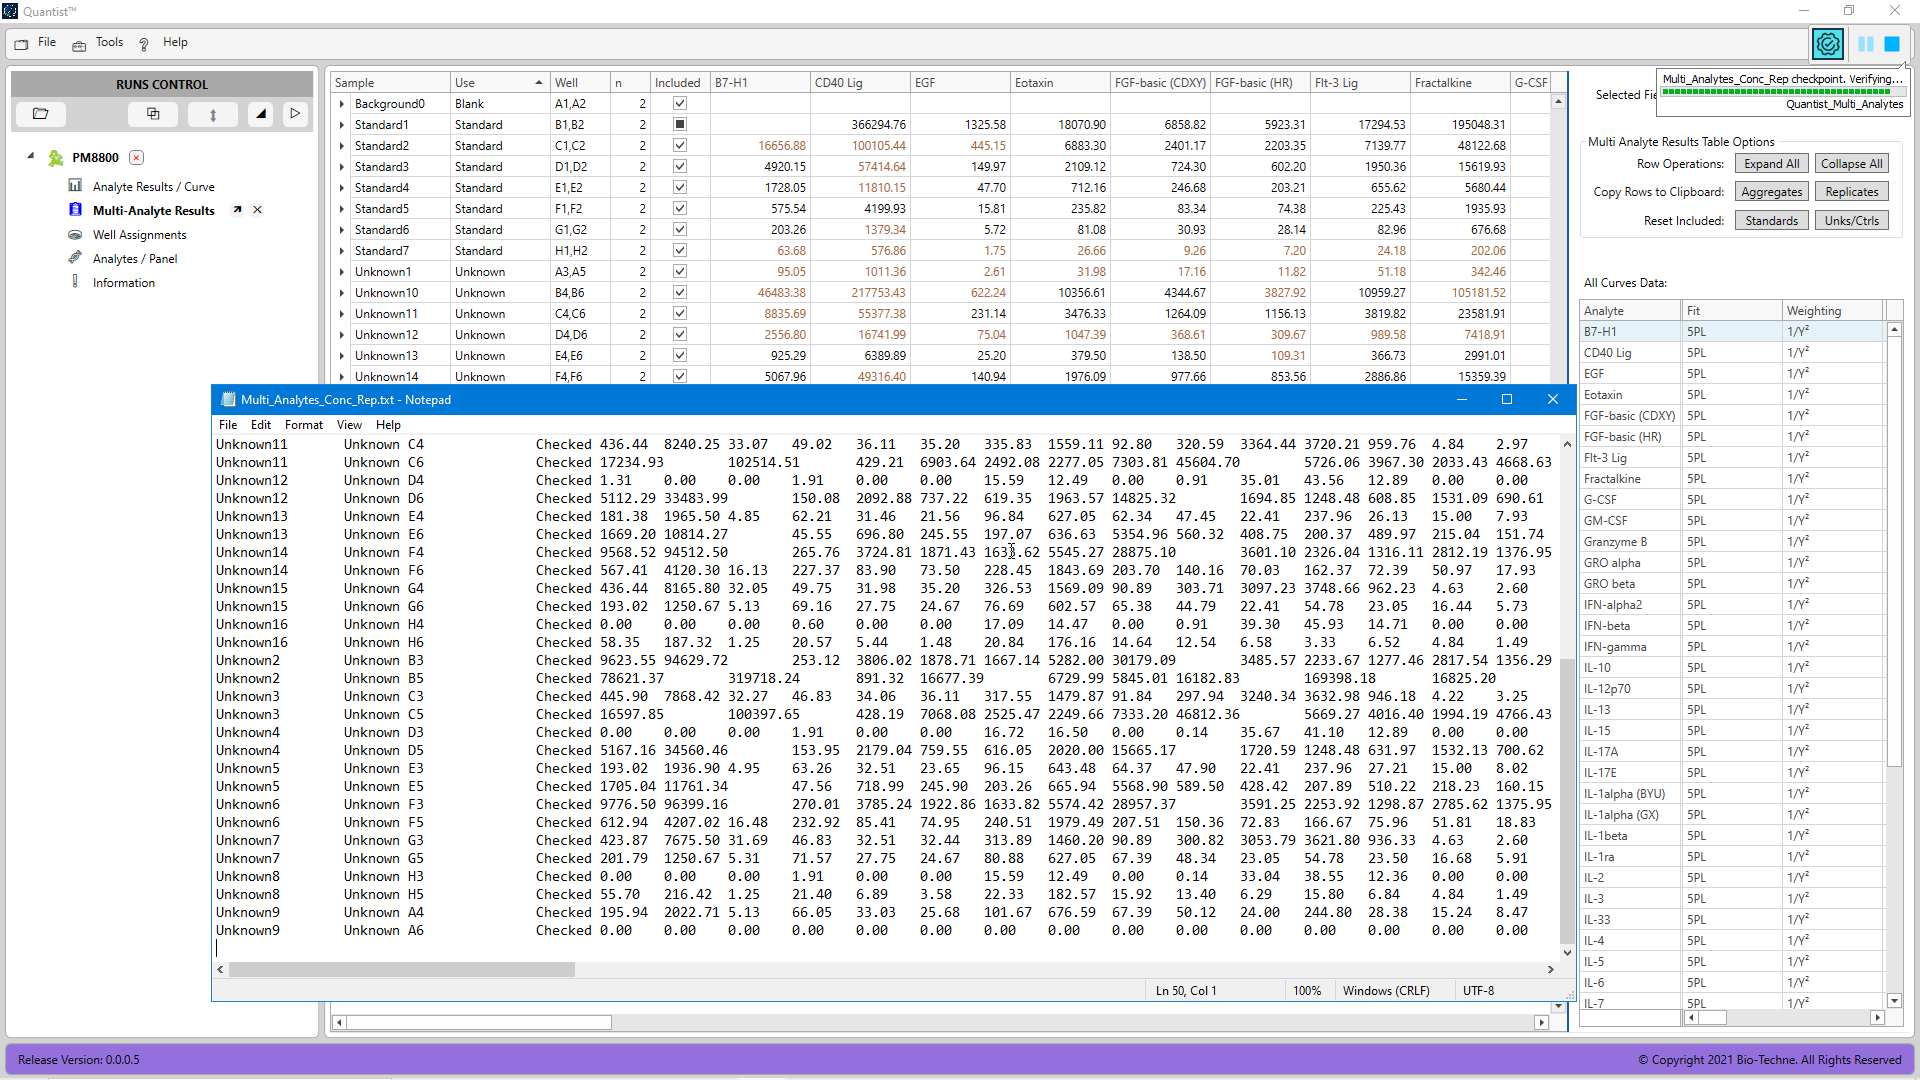 Quantist™
File Tools Help
RUNS CONTROL
PM8800
Analyte Results / Curve
Multi-Analyte Results
Well Assignments
Analytes / Panel
Information
Sample Use Well n Included B7-H1 CD40 Lig EGF Eotaxin FGF-basic (CDXY) FGF-basic (HR) Flt-3 Lig Fractalkine G-CSF
Background0 Blank A1,A2 2
Standard1 Standard B1,B2 2 366294.76 1325.58 18070.90 6858.82 5923.31 17294.53 195048.31
Standard2 Standard C1,C2 2 16656.88 100105.44 445.15 6883.30 2401.17 2203.35 7139.77 48122.68
Standard3 Standard D1,D2 2 4920.15 57414.64 149.97 2109.12 724.30 602.20 1950.36 15619.93
Standard4 Standard E1,E2 2 1728.05 11810.15 47.70 712.16 246.68 203.21 655.62 5680.44
Standard5 Standard F1,F2 2 575.54 4199.93 15.81 235.82 83.34 74.38 225.43 1935.93
Standard6 Standard G1,G2 2 203.26 1379.34 5.72 81.08 30.93 28.14 82.96 676.68
Standard7 Standard H1,H2 2 63.68 576.86 1.75 26.66 9.26 7.20 24.18 202.06
Unknown1 Unknown A3,A5 2 95.05 1011.36 2.61 31.98 17.16 11.82 51.18 342.46
Unknown10 Unknown B4,B6 2 46483.38 217753.43 622.24 10356.61 4344.67 3827.92 10959.27 105181.52
Unknown11 Unknown C4,C6 2 8835.69 55377.38 231.14 3476.33 1264.09 1156.13 3819.82 23581.91
Unknown12 Unknown D4,D6 2 2556.80 16741.99 75.04 1047.39 368.61 309.67 989.58 7418.91
Unknown13 Unknown E4,E6 2 925.29 6389.89 25.20 379.50 138.50 109.31 366.73 2991.01
Unknown14 Unknown F4,F6 2 5067.96 49316.40 140.94 1976.09 977.66 853.56 2886.86 15359.39
Multi_Analytes_Conc_Rep.txt - Notepad
File Edit Format View Help
Unknown11 Unknown C4 Checked 436.44 8240.25 33.07 49.02 36.11 35.20 335.83 1559.11 92.80 320.59 3364.44 3720.21 959.76 4.84 2.97
Unknown11 Unknown C6 Checked 17234.93 102514.51 429.21 6903.64 2492.08 2277.05 7303.81 45604.70 5726.06 3967.30 2033.43 4668.63
Unknown12 Unknown D4 Checked 1.31 0.00 0.00 1.91 0.00 0.00 15.59 12.49 0.00 0.91 35.01 43.56 12.89 0.00 0.00
Unknown12 Unknown D6 Checked 5112.29 33483.99 150.08 2092.88 737.22 619.35 1963.57 14825.32 1694.85 1248.48 608.85 1531.09 690.61
Unknown13 Unknown E4 Checked 181.38 1965.50 4.85 62.21 31.46 21.56 96.84 627.05 62.34 47.45 22.41 237.96 26.13 15.00 7.93
Unknown13 Unknown E6 Checked 1669.20 10814.27 45.55 696.80 245.55 197.07 636.63 5354.96 560.32 408.75 200.37 489.97 215.04 151.74
Unknown14 Unknown F4 Checked 9568.52 94512.50 265.76 3724.81 1871.43 1633.62 5545.27 28875.10 3601.10 2326.04 1316.11 2812.19 1376.95
Unknown14 Unknown F6 Checked 567.41 4120.30 16.13 227.37 83.90 73.50 228.45 1843.69 203.70 140.16 70.03 162.37 72.39 50.97 17.93
Unknown15 Unknown G4 Checked 436.44 8165.80 32.05 49.75 31.98 35.20 326.53 1569.09 90.89 303.71 3097.23 3748.66 962.23 4.63 2.60
Unknown15 Unknown G6 Checked 193.02 1250.67 5.13 69.16 27.75 24.67 76.69 602.57 65.38 44.79 22.41 54.78 23.05 16.44 5.73
Unknown16 Unknown H4 Checked 0.00 0.00 0.00 0.60 0.00 0.00 17.09 14.47 0.00 0.91 39.30 45.93 14.71 0.00 0.00
Unknown16 Unknown H6 Checked 58.35 187.32 1.25 20.57 5.44 1.48 20.84 176.16 14.64 12.54 6.58 3.33 6.52 4.84 1.49
Unknown2 Unknown B3 Checked 9623.55 94629.72 253.12 3806.02 1878.71 1667.14 5282.00 30179.09 3485.57 2233.67 1277.46 2817.54 1356.29
Unknown2 Unknown B5 Checked 78621.37 319718.24 891.32 16677.39 6729.99 5845.01 16182.83 169398.18 16825.20
Unknown3 Unknown C3 Checked 445.90 7868.42 32.27 46.83 34.06 36.11 317.55 1479.87 91.84 297.94 3240.34 3632.98 946.18 4.22 3.25
Unknown3 Unknown C5 Checked 16597.85 100397.65 428.19 7068.08 2525.47 2249.66 7333.20 46812.36 5669.27 4016.40 1994.19 4766.43
Unknown4 Unknown D3 Checked 0.00 0.00 0.00 1.91 0.00 0.00 16.72 16.50 0.00 0.14 35.67 41.10 12.89 0.00 0.00
Unknown4 Unknown D5 Checked 5167.16 34560.46 153.95 2179.04 759.55 616.05 2020.00 15665.17 1720.59 1248.48 631.97 1532.13 700.62
Unknown5 Unknown E3 Checked 193.02 1936.90 4.95 63.26 32.51 23.65 96.15 643.48 64.37 47.90 22.41 237.96 27.21 15.00 8.02
Unknown5 Unknown E5 Checked 1705.04 11761.34 47.56 718.99 245.90 203.26 665.94 5568.90 589.50 428.42 207.89 510.22 218.23 160.15
Unknown6 Unknown F3 Checked 9776.50 96399.16 270.01 3785.24 1922.86 1633.82 5574.42 28957.37 3591.25 2253.92 1298.87 2785.62 1375.95
Unknown6 Unknown F5 Checked 612.94 4207.02 16.48 232.92 85.41 74.95 240.51 1979.49 207.51 150.36 72.83 166.67 75.96 51.81 18.83
Unknown7 Unknown G3 Checked 423.87 7675.50 31.69 46.83 32.51 32.44 313.89 1460.20 90.89 300.82 3053.79 3621.80 936.33 4.63 2.60
Unknown7 Unknown G5 Checked 201.79 1250.67 5.31 71.57 27.75 24.67 80.88 627.05 67.39 48.34 23.05 54.78 23.50 16.68 5.91
Unknown8 Unknown H3 Checked 0.00 0.00 0.00 1.91 0.00 0.00 15.59 12.49 0.00 0.14 33.04 38.55 12.36 0.00 0.00
Unknown8 Unknown H5 Checked 55.70 216.42 1.25 21.40 6.89 3.58 22.33 182.57 15.92 13.40 6.29 15.80 6.84 4.84 1.49
Unknown9 Unknown A4 Checked 195.94 2022.71 5.13 66.05 33.03 25.68 101.67 676.59 67.39 50.12 24.00 244.80 28.38 15.24 8.47
Unknown9 Unknown A6 Checked 0.00 0.00 0.00 0.00 0.00 0.00 0.00 0.00 0.00 0.00 0.00 0.00 0.00 0.00 0.00
Ln 50, Col 1 100% Windows (CRLF) UTF-8
Multi_Analytes_Conc_Rep checkpoint. Verifying...
Quantist_Multi_Analytes
Selected Fie
Multi Analyte Results Table Options
Row Operations: Expand All Collapse All
Copy Rows to Clipboard: Aggregates Replicates
Reset Included: Standards Unks/Ctrls
All Curves Data:
Analyte Fit Weighting
B7-H1 5PL 1/Y²
CD40 Lig 5PL 1/Y²
EGF 5PL 1/Y²
Eotaxin 5PL 1/Y²
FGF-basic (CDXY) 5PL 1/Y²
FGF-basic (HR) 5PL 1/Y²
Flt-3 Lig 5PL 1/Y²
Fractalkine 5PL 1/Y²
G-CSF 5PL 1/Y²
GM-CSF 5PL 1/Y²
Granzyme B 5PL 1/Y²
GRO alpha 5PL 1/Y²
GRO beta 5PL 1/Y²
IFN-alpha2 5PL 1/Y²
IFN-beta 5PL 1/Y²
IFN-gamma 5PL 1/Y²
IL-10 5PL 1/Y²
IL-12p70 5PL 1/Y²
IL-13 5PL 1/Y²
IL-15 5PL 1/Y²
IL-17A 5PL 1/Y²
IL-17E 5PL 1/Y²
IL-1alpha (BYU) 5PL 1/Y²
IL-1alpha (GX) 5PL 1/Y²
IL-1beta 5PL 1/Y²
IL-1ra 5PL 1/Y²
IL-2 5PL 1/Y²
IL-3 5PL 1/Y²
IL-33 5PL 1/Y²
IL-4 5PL 1/Y²
IL-5 5PL 1/Y²
IL-6 5PL 1/Y²
IL-7 5PL 1/Y²
Release Version: 0.0.0.5
© Copyright 2021 Bio-Techne. All Rights Reserved